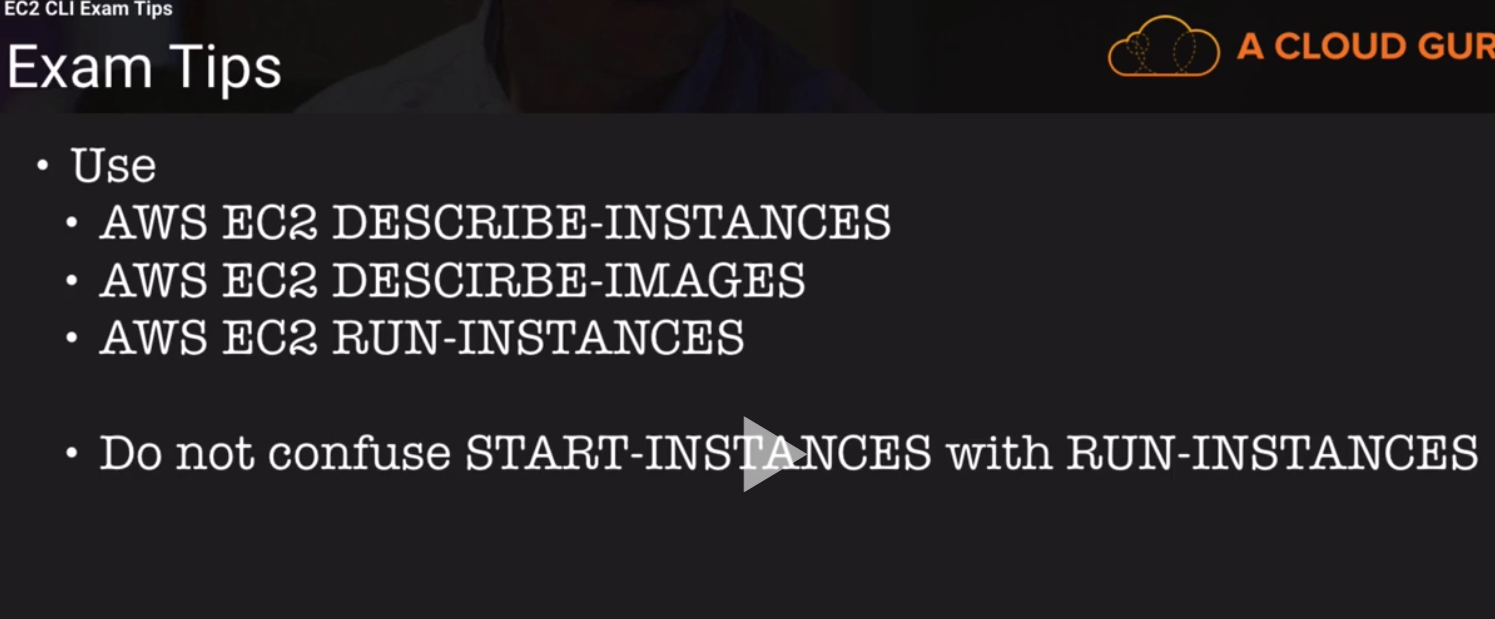 EC2 CLI Exam Tips
Exam Tips
A CLOUD GUR
• Use
• AWS EC2 DESCRIBE-INSTANCES
• AWS EC2 DESCIRBE-IMAGES
• AWS EC2 RUN-INSTANCES
• Do not confuse START-INSTANCES with RUN-INSTANCES